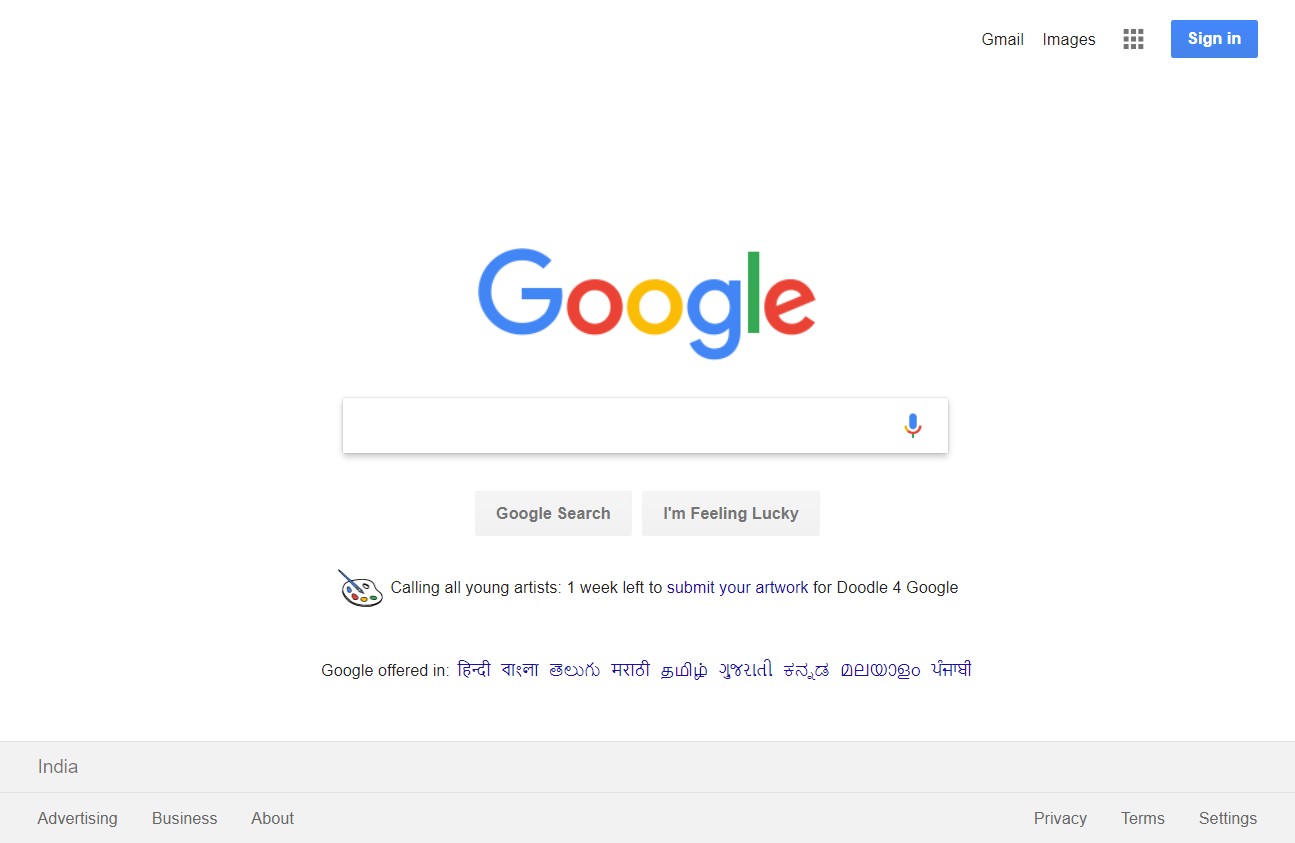 Gmail Images Sign in
Google
Google Search I'm Feeling Lucky
Calling all young artists: 1 week left to submit your artwork for Doodle 4 Google
Google offered in: हिन्दी বাংলা తెలుగు मराठी தமிழ் ગુજરાતી ಕನ್ನಡ മലയാളം ਪੰਜਾਬੀ
India
Advertising Business About Privacy Terms Settings